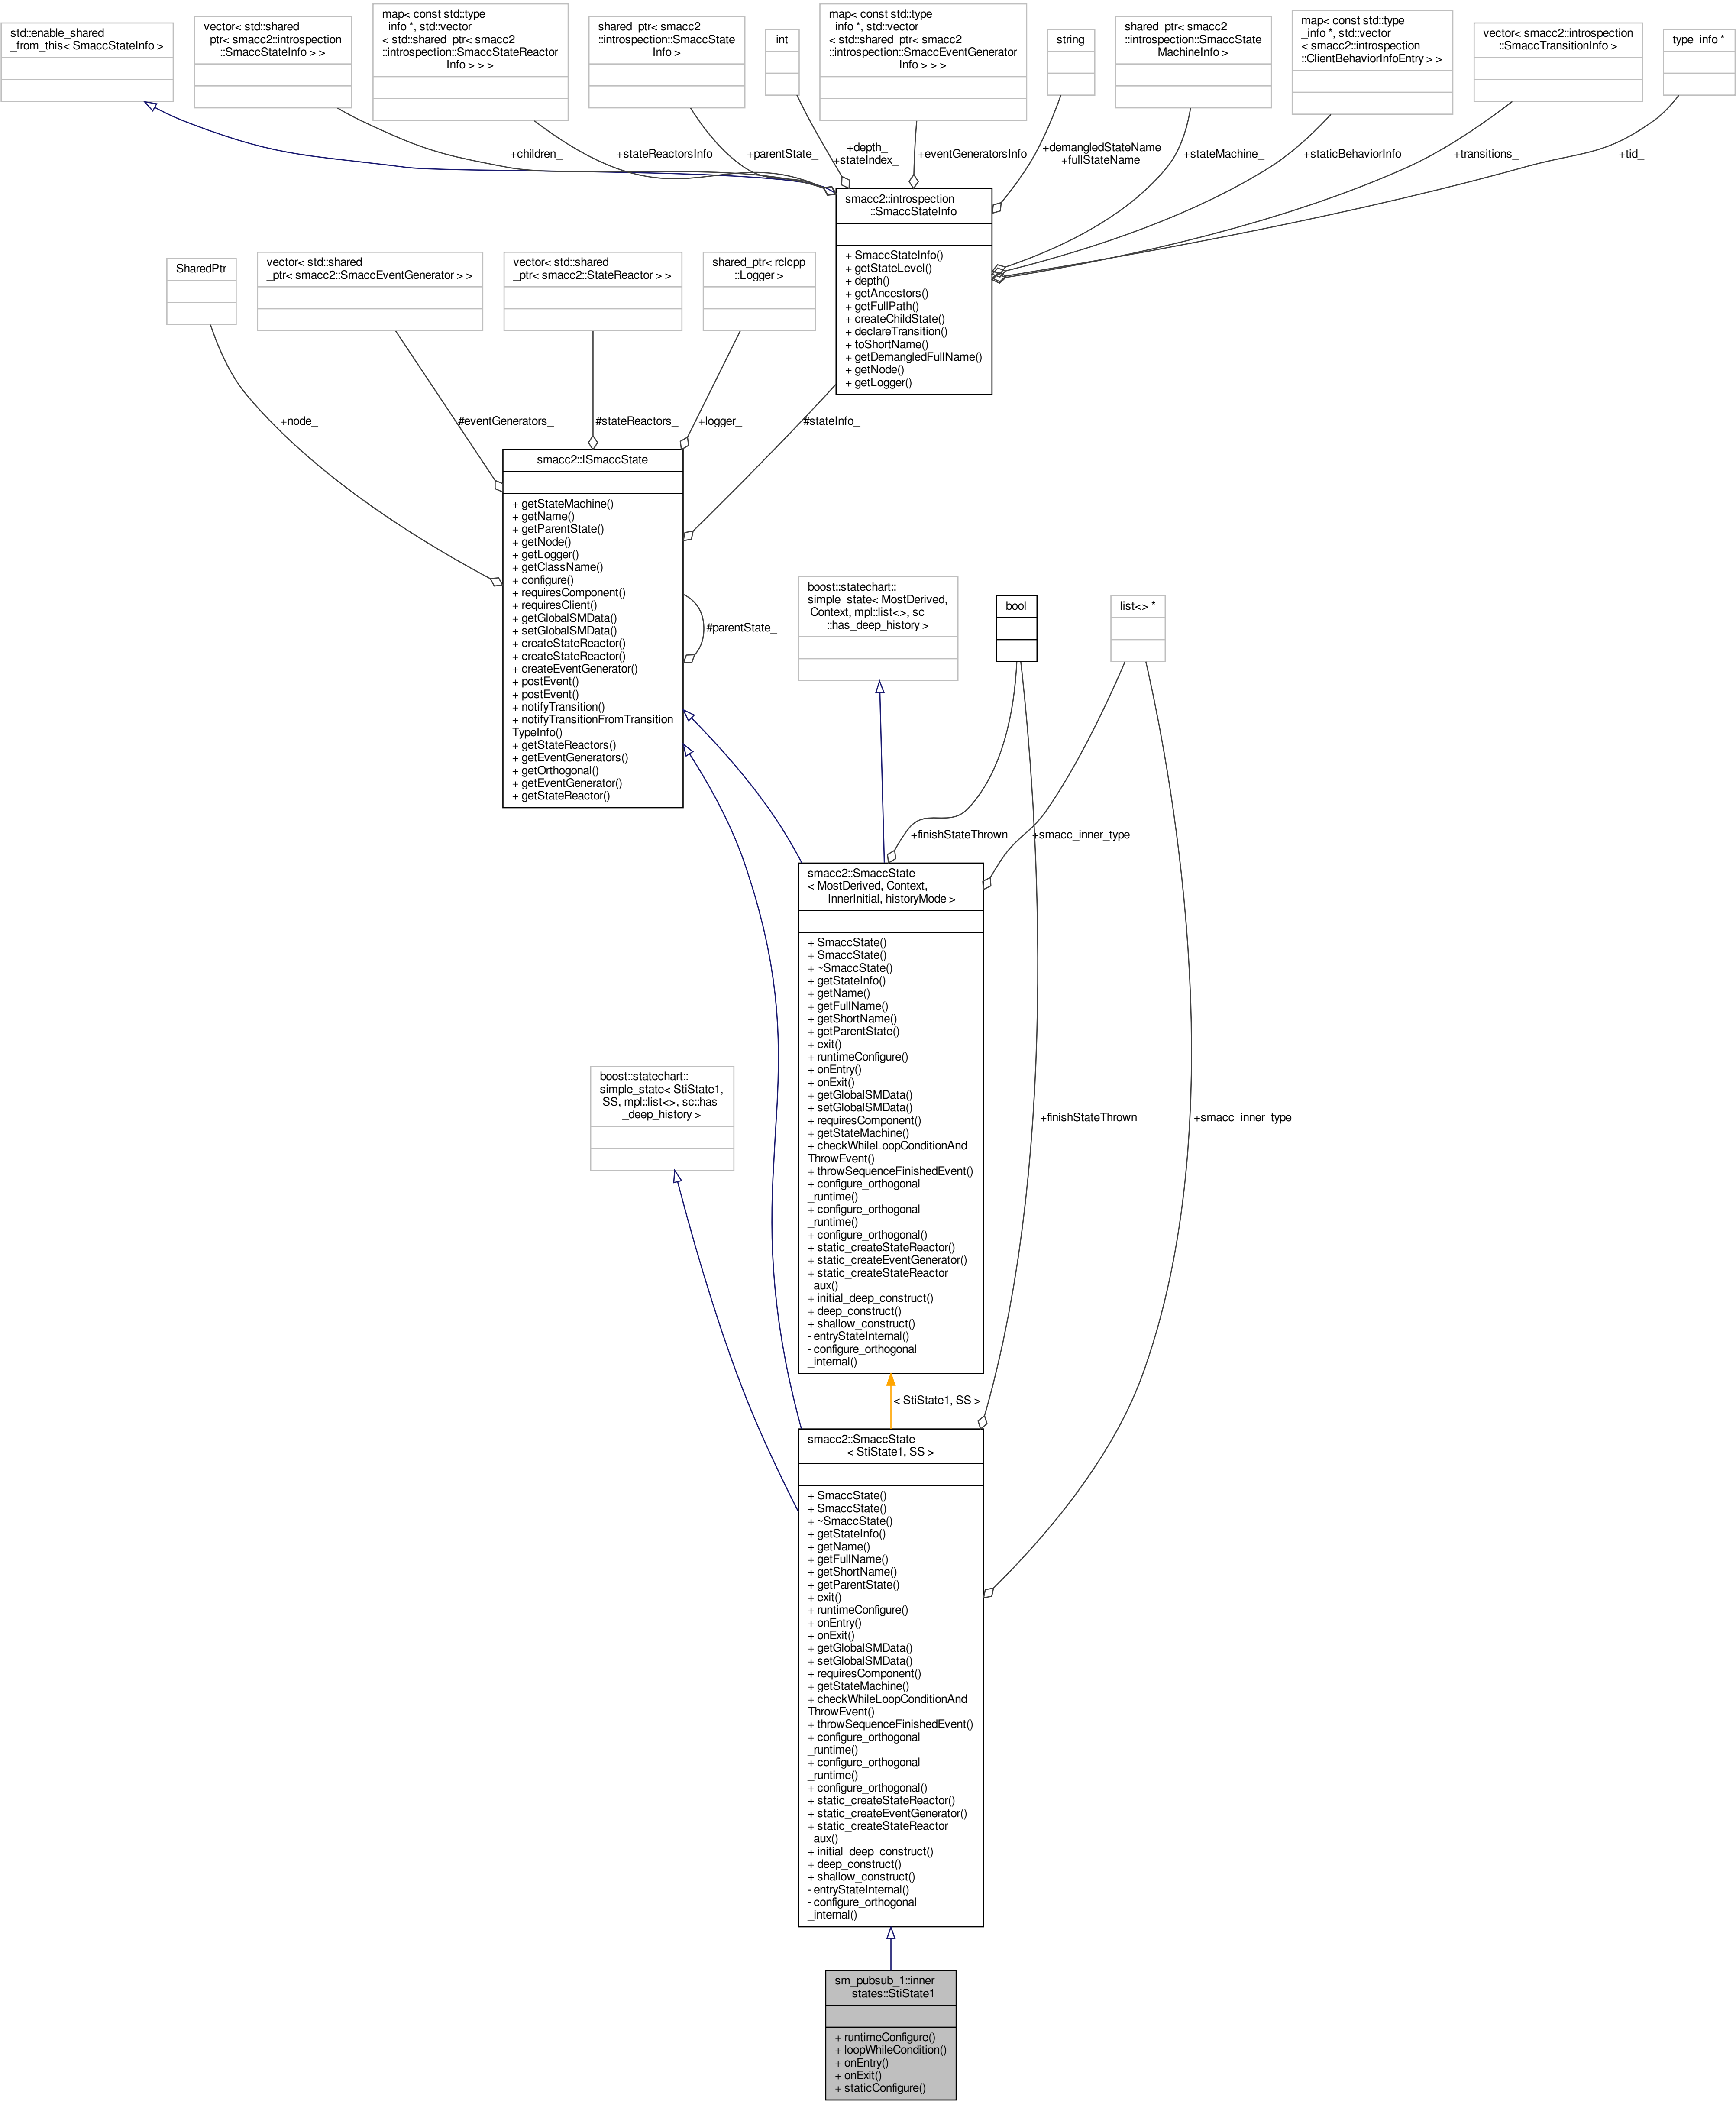 std::enable_shared
_from_this< SmaccStateInfo >
vector< std::shared
_ptr< smacc2::introspection
::SmaccStateInfo > >
map< const std::type
_info *, std::vector
< std::shared_ptr< smacc2
::introspection::SmaccStateReactor
Info > > >
shared_ptr< smacc2
::introspection::SmaccState
Info >
int
map< const std::type
_info *, std::vector
< std::shared_ptr< smacc2
::introspection::SmaccEventGenerator
Info > > >
string
shared_ptr< smacc2
::introspection::SmaccState
MachineInfo >
map< const std::type
_info *, std::vector
< smacc2::introspection
::ClientBehaviorInfoEntry > >
vector< smacc2::introspection
::SmaccTransitionInfo >
type_info *
+children_
+stateReactorsInfo
+parentState_
+depth_
+stateIndex_
+eventGeneratorsInfo
+demangledStateName
+fullStateName
+stateMachine_
+staticBehaviorInfo
+transitions_
+tid_
smacc2::introspection
::SmaccStateInfo
+ SmaccStateInfo()
+ getStateLevel()
+ depth()
+ getAncestors()
+ getFullPath()
+ createChildState()
+ declareTransition()
+ toShortName()
+ getDemangledFullName()
+ getNode()
+ getLogger()
SharedPtr
vector< std::shared
_ptr< smacc2::SmaccEventGenerator > >
vector< std::shared
_ptr< smacc2::StateReactor > >
shared_ptr< rclcpp
::Logger >
+node_
#eventGenerators_
#stateReactors_
+logger_
#stateInfo_
smacc2::ISmaccState
+ getStateMachine()
+ getName()
+ getParentState()
+ getNode()
+ getLogger()
+ getClassName()
+ configure()
+ requiresComponent()
+ requiresClient()
+ getGlobalSMData()
+ setGlobalSMData()
+ createStateReactor()
+ createStateReactor()
+ createEventGenerator()
+ postEvent()
+ postEvent()
+ notifyTransition()
+ notifyTransitionFromTransition
TypeInfo()
+ getStateReactors()
+ getEventGenerators()
+ getOrthogonal()
+ getEventGenerator()
+ getStateReactor()
#parentState_
boost::statechart::
simple_state< MostDerived,
Context, mpl::list<>, sc
::has_deep_history >
bool
list<> *
+finishStateThrown
+smacc_inner_type
smacc2::SmaccState
< MostDerived, Context,
InnerInitial, historyMode >
+ SmaccState()
+ SmaccState()
+ ~SmaccState()
+ getStateInfo()
+ getName()
+ getFullName()
+ getShortName()
+ getParentState()
+ exit()
+ runtimeConfigure()
+ onEntry()
+ onExit()
+ getGlobalSMData()
+ setGlobalSMData()
+ requiresComponent()
+ getStateMachine()
+ checkWhileLoopConditionAnd
ThrowEvent()
+ throwSequenceFinishedEvent()
+ configure_orthogonal
_runtime()
+ configure_orthogonal
_runtime()
+ configure_orthogonal()
+ static_createStateReactor()
+ static_createEventGenerator()
+ static_createStateReactor
_aux()
+ initial_deep_construct()
+ deep_construct()
+ shallow_construct()
- entryStateInternal()
- configure_orthogonal
_internal()
boost::statechart::
simple_state< StiState1,
SS, mpl::list<>, sc::has
_deep_history >
+finishStateThrown
+smacc_inner_type
< StiState1, SS >
smacc2::SmaccState
< StiState1, SS >
+ SmaccState()
+ SmaccState()
+ ~SmaccState()
+ getStateInfo()
+ getName()
+ getFullName()
+ getShortName()
+ getParentState()
+ exit()
+ runtimeConfigure()
+ onEntry()
+ onExit()
+ getGlobalSMData()
+ setGlobalSMData()
+ requiresComponent()
+ getStateMachine()
+ checkWhileLoopConditionAnd
ThrowEvent()
+ throwSequenceFinishedEvent()
+ configure_orthogonal
_runtime()
+ configure_orthogonal
_runtime()
+ configure_orthogonal()
+ static_createStateReactor()
+ static_createEventGenerator()
+ static_createStateReactor
_aux()
+ initial_deep_construct()
+ deep_construct()
+ shallow_construct()
- entryStateInternal()
- configure_orthogonal
_internal()
sm_pubsub_1::inner
_states::StiState1
+ runtimeConfigure()
+ loopWhileCondition()
+ onEntry()
+ onExit()
+ staticConfigure()